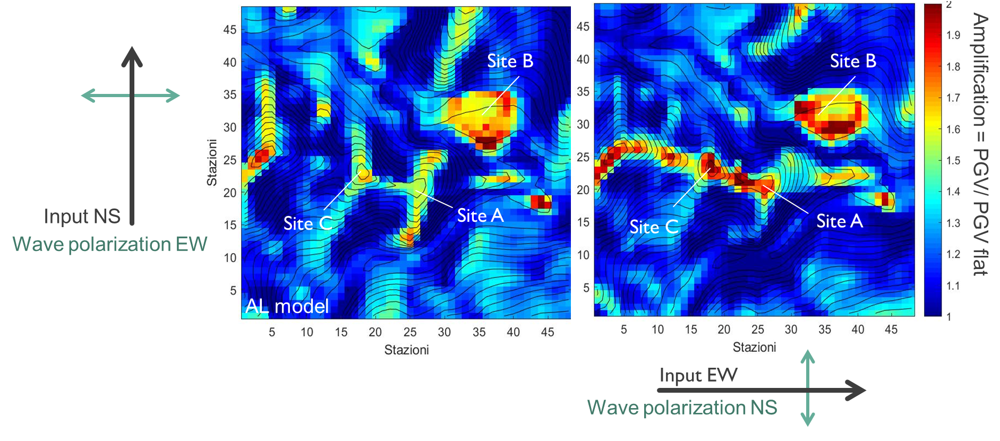 45
40
35
30
25
20
15
10
5
Stazioni
Site B
Site C
Site A
AL model
5 10 15 20 25 30 35 40 45
Stazioni
Input NS
Wave polarization EW
45
40
35
30
25
20
15
10
5
Site B
Site C
Site A
5 10 15 20 25 30 35 40 45
Stazioni
Input EW
Wave polarization NS
2
1.9
1.8
1.7
1.6
1.5
1.4
1.3
1.2
1.1
1
Amplification = PGV/ PGV flat